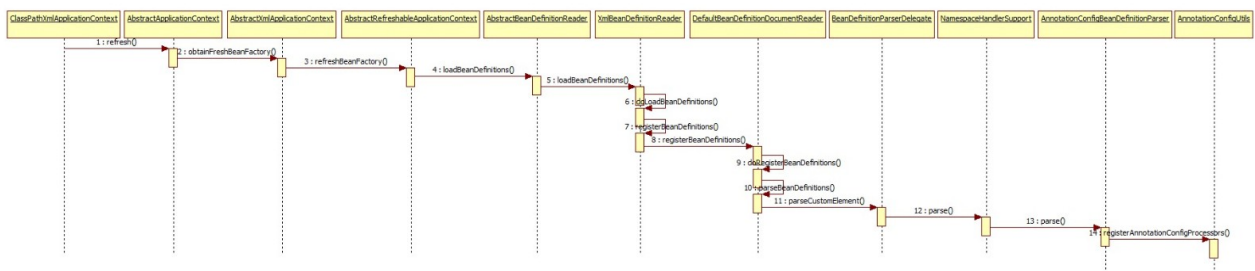 ClassPathXmlApplicationContext
AbstractApplicationContext
AbstractXmlApplicationContext
AbstractRefreshableApplicationContext
AbstractBeanDefinitionReader
XmlBeanDefinitionReader
DefaultBeanDefinitionDocumentReader
BeanDefinitionParserDelegate
NamespaceHandlerSupport
AnnotationConfigBeanDefinitionParser
AnnotationConfigUtils
1 : refresh()
2 : obtainFreshBeanFactory()
3 : refreshBeanFactory()
4 : loadBeanDefinitions()
5 : loadBeanDefinitions()
6 : doLoadBeanDefinitions()
7 : registerBeanDefinitions()
8 : registerBeanDefinitions()
9 : doRegisterBeanDefinitions()
10 : parseBeanDefinitions()
11 : parseCustomElement()
12 : parse()
13 : parse()
14 : registerAnnotationConfigProcessors()